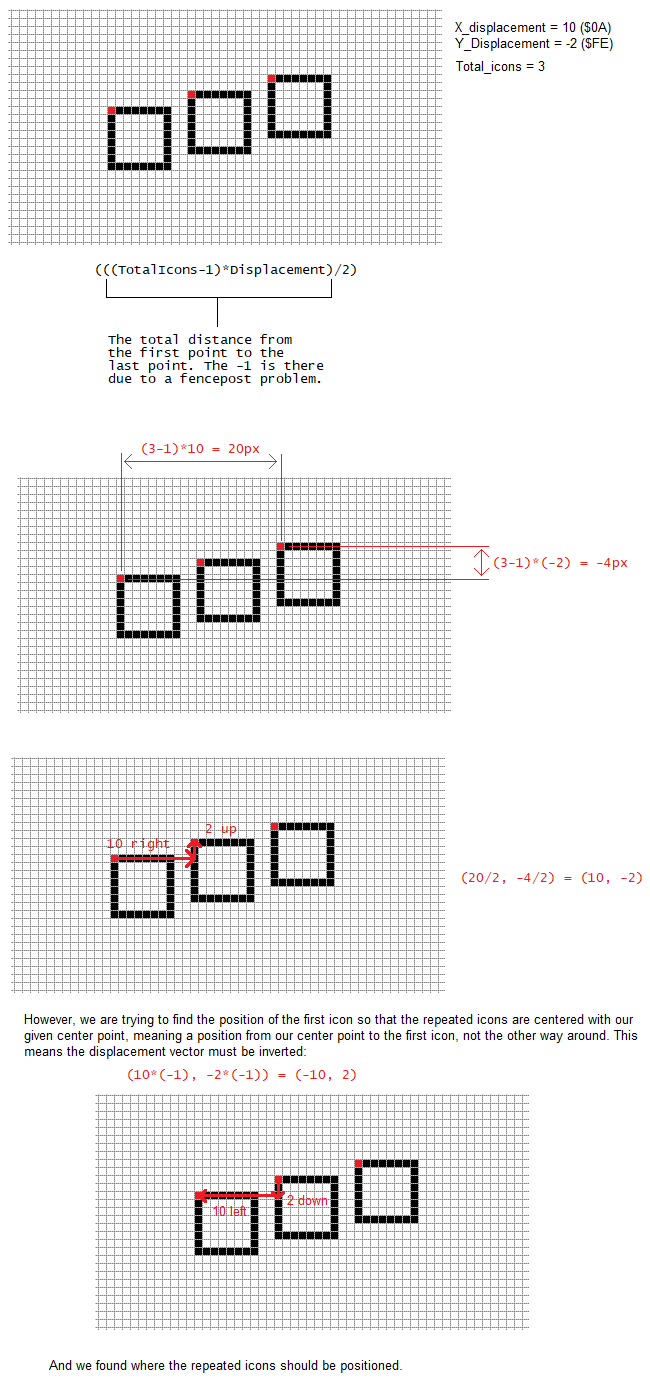 X_displacement = 10 ($0A)
Y_Displacement = -2 ($FE)
Total_icons = 3
(((TotalIcons-1)*Displacement)/2)
The total distance from
the first point to the
last point. The -1 is there
due to a fencepost problem.
(3-1)*10 = 20px
(3-1)*(-2) = -4px
2 up
10 right
(20/2, -4/2) = (10, -2)
However, we are trying to find the position of the first icon so that the repeated icons are centered with our
given center point, meaning a position from our center point to the first icon, not the other way around. This
means the displacement vector must be inverted:
(10*(-1), -2*(-1)) = (-10, 2)
2 down
10 left
And we found where the repeated icons should be positioned.